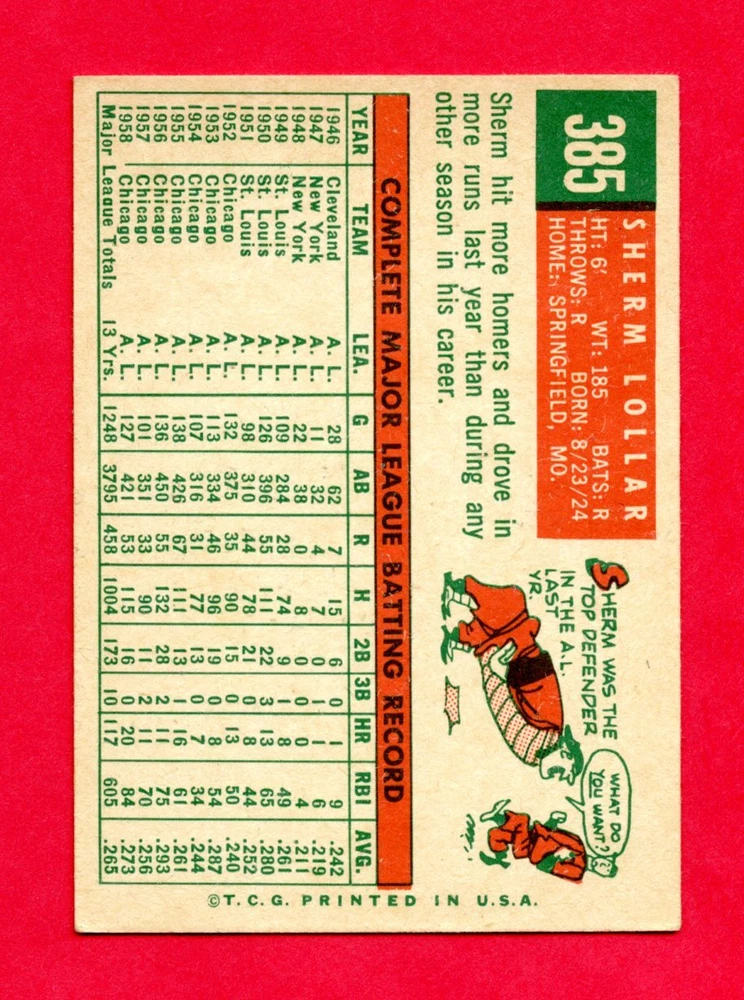 385
SHERM LOLLAR
HT: 6' WT: 185 BATS: R
THROWS: R BORN: 8/23/24
HOME: SPRINGFIELD, MO.
Sherm hit more homers and drove in
more runs last year than during any
other season in his career.
SHERM WAS THE
TOP DEFENDER
IN THE A.L.
LAST
YR.
WHAT DO
YOU WANT?
COMPLETE MAJOR LEAGUE BATTING RECORD
YEAR TEAM LEA. G AB R H 2B 3B HR RBI AVG.
1946 Cleveland A. L. 28 62 7 15 6 0 1 9 .242
1947 New York A. L. 11 32 4 7 0 1 1 6 .219
1948 New York A. L. 22 38 0 8 0 0 0 4 .211
1949 St. Louis A. L. 109 284 28 74 9 1 8 49 .261
1950 St. Louis A. L. 126 396 55 111 22 3 13 65 .280
1951 St. Louis A. L. 98 310 44 78 21 0 8 44 .252
1952 Chicago A. L. 132 375 35 90 15 0 13 50 .240
1953 Chicago A. L. 113 334 46 96 19 0 8 54 .287
1954 Chicago A. L. 107 316 31 77 13 0 7 34 .244
1955 Chicago A. L. 138 426 67 111 13 1 16 61 .261
1956 Chicago A. L. 136 450 55 132 28 2 11 75 .293
1957 Chicago A. L. 101 351 33 90 11 2 11 70 .256
1958 Chicago A. L. 127 421 53 115 16 0 20 84 .273
Major League Totals 13 Yrs. 1248 3795 458 1004 173 10 117 605 .265
©T.C.G. PRINTED IN U.S.A.